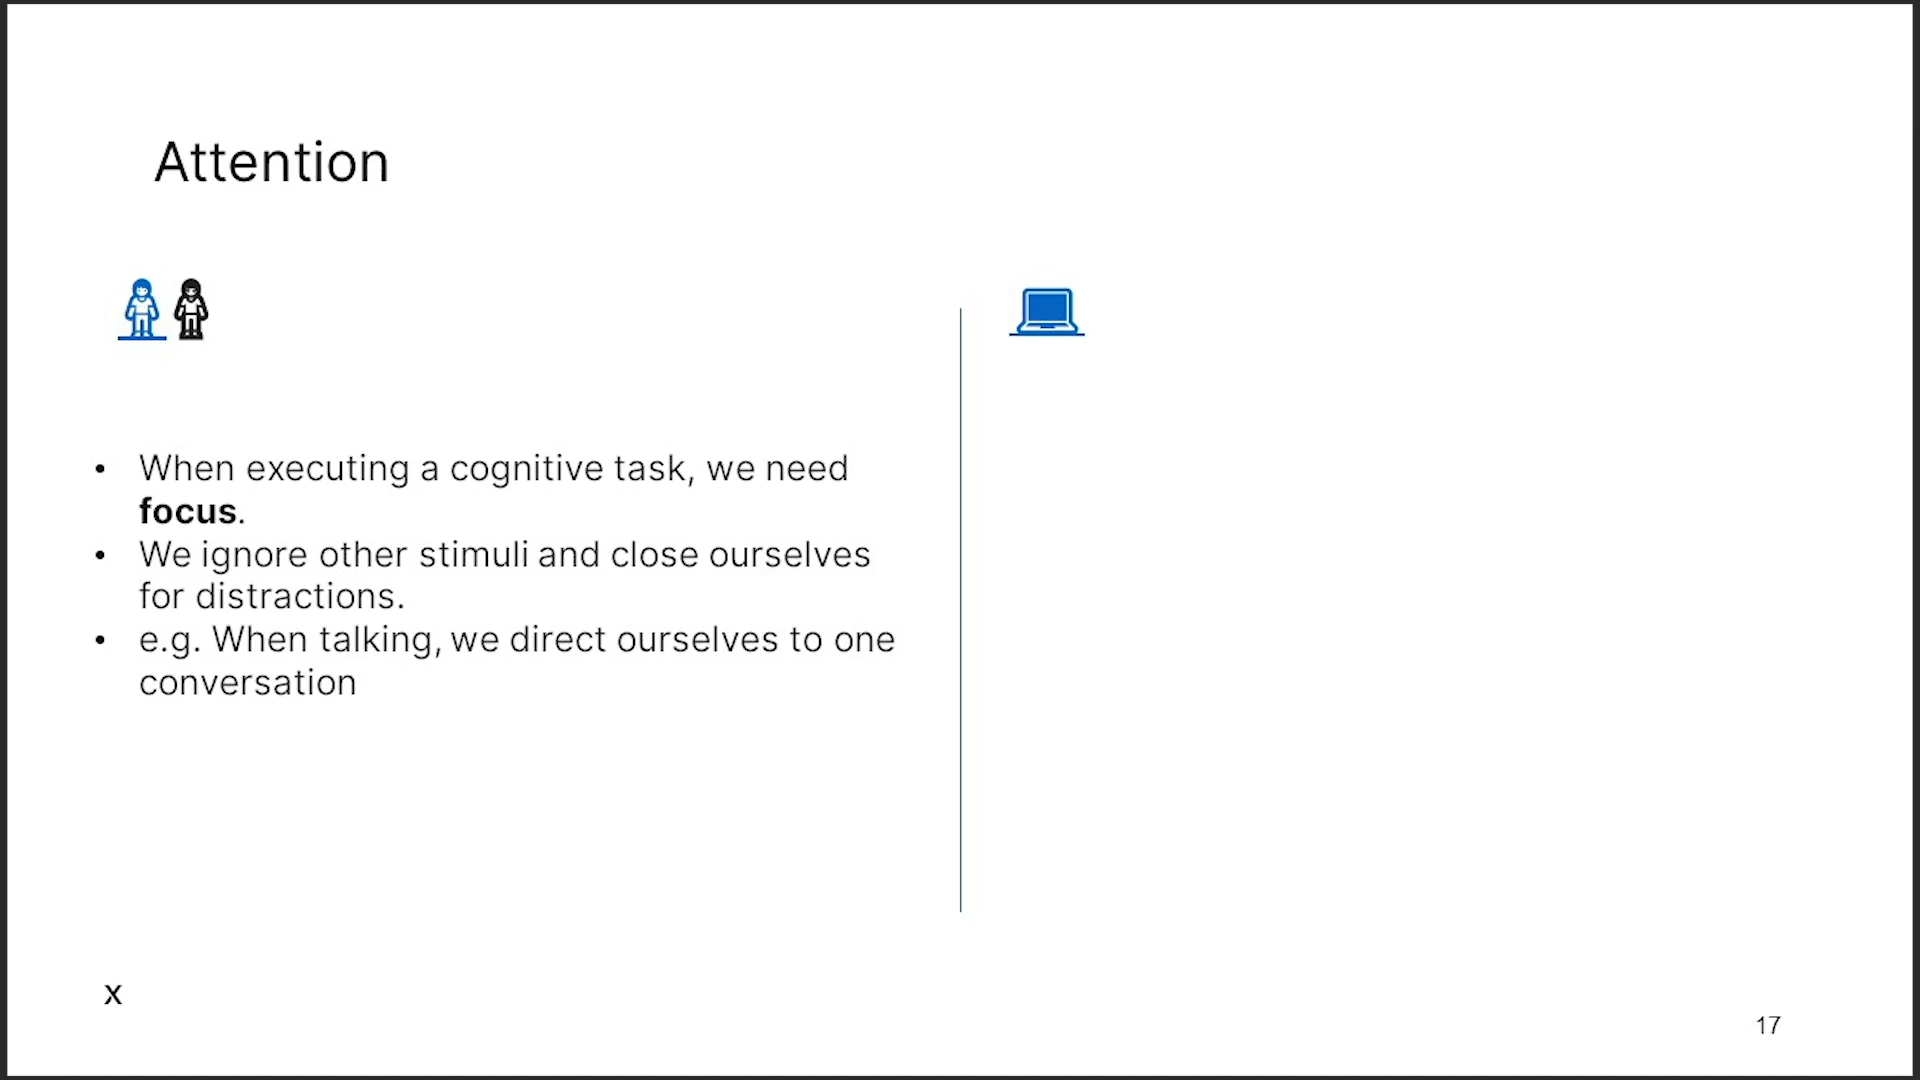 Attention
• When executing a cognitive task, we need
focus.
• We ignore other stimuli and close ourselves
for distractions.
• e.g. When talking, we direct ourselves to one
conversation
x
17